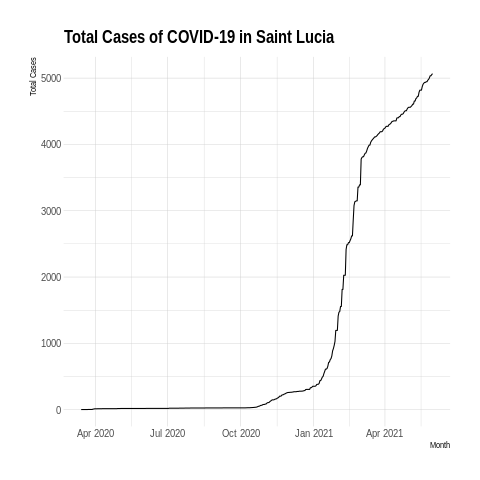 Total Cases of COVID-19 in Saint Lucia
Total Cases
5000
4000
3000
2000
1000
0
Apr 2020 Jul 2020 Oct 2020 Jan 2021 Apr 2021
Month